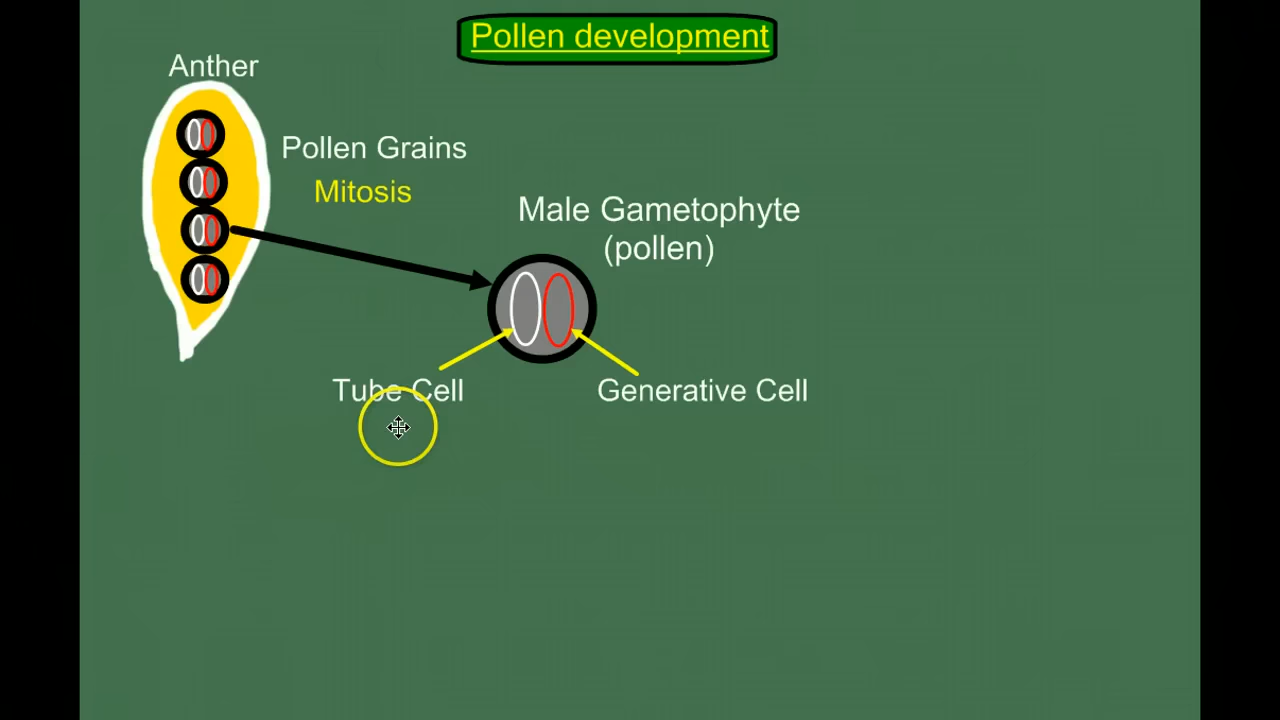 Pollen development
Anther
Pollen Grains
Mitosis
Male Gametophyte
(pollen)
Tube Cell
Generative Cell